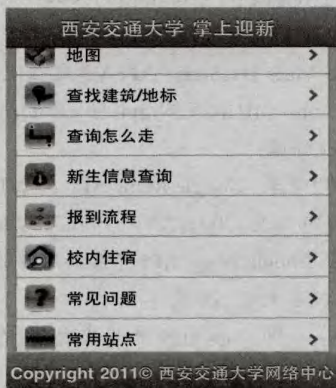 西安交通大学 掌上迎新
地图
查找建筑/地标
查询怎么走
新生信息查询
报到流程
校内住宿
常见问题
常用站点
Copyright 2011© 西安交通大学网络中心